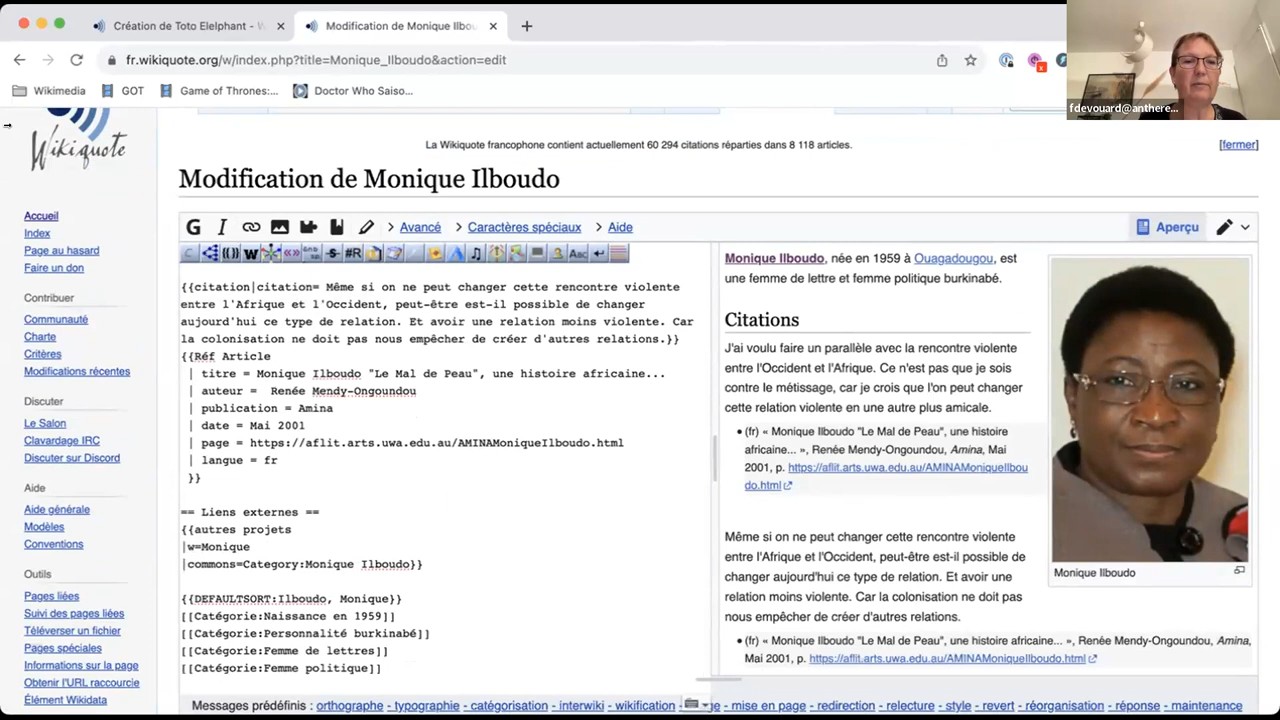 Création de Toto Elelphant - W
Modification de Monique Ilbou
fr.wikiquote.org/w/index.php?title=Monique_Ilboudo&action=edit
Wikimedia
GOT
Game of Thrones:...
Doctor Who Saiso...
fdevouard@anthere...
Wikiquote
La Wikiquote francophone contient actuellement 60 294 citations réparties dans 8 118 articles.
[fermer]
Modification de Monique Ilboudo
Accueil
Index
Page au hasard
Faire un don
Contribuer
Communauté
Charte
Critères
Modifications récentes
Discuter
Le Salon
Clavardage IRC
Discuter sur Discord
Aide
Aide générale
Modèles
Conventions
Outils
Pages liées
Suivi des pages liées
Téléverser un fichier
Pages spéciales
Informations sur la page
Obtenir l'URL raccourcie
Élément Wikidata
G I Avancé Caractères spéciaux Aide
Aperçu
{{citation|citation= Même si on ne peut changer cette rencontre violente
entre l'Afrique et l'Occident, peut-être est-il possible de changer
aujourd'hui ce type de relation. Et avoir une relation moins violente. Car
la colonisation ne doit pas nous empêcher de créer d'autres relations.}}
{{Réf Article
| titre = Monique Ilboudo "Le Mal de Peau", une histoire africaine...
| auteur =  Renée Mendy-Ongoundou
| publication = Amina
| date = Mai 2001
| page = https://aflit.arts.uwa.edu.au/AMINAMoniqueIlboudo.html
| langue = fr
}}
== Liens externes ==
{{autres projets
|w=Monique
|commons=Category:Monique Ilboudo}}
{{DEFAULTSORT:Ilboudo, Monique}}
[[Catégorie:Naissance en 1959]]
[[Catégorie:Personnalité burkinabé]]
[[Catégorie:Femme de lettres]]
[[Catégorie:Femme politique]]
Monique Ilboudo, née en 1959 à Ouagadougou, est
une femme de lettre et femme politique burkinabé.
Citations
J'ai voulu faire un parallèle avec la rencontre violente
entre l'Occident et l'Afrique. Ce n'est pas que je sois
contre le métissage, car je crois que l'on peut changer
cette relation violente en une autre plus amicale.
• (fr) « Monique Ilboudo "Le Mal de Peau", une histoire
africaine... », Renée Mendy-Ongoundou, Amina, Mai
2001, p. https://aflit.arts.uwa.edu.au/AMINAMoniqueIlbou
do.html
Même si on ne peut changer cette rencontre violente
entre l'Afrique et l'Occident, peut-être est-il possible de
changer aujourd'hui ce type de relation. Et avoir une
relation moins violente. Car la colonisation ne doit pas
nous empêcher de créer d'autres relations.
• (fr) « Monique Ilboudo "Le Mal de Peau", une histoire africaine... », Renée Mendy-Ongoundou, Amina,
Mai 2001, p. https://aflit.arts.uwa.edu.au/AMINAMoniqueIlboudo.html
Monique Ilboudo
Messages prédéfinis : orthographe - typographie - catégorisation - interwiki - wikification - mise en page - redirection - relecture - style - revert - réorganisation - réponse - maintenance